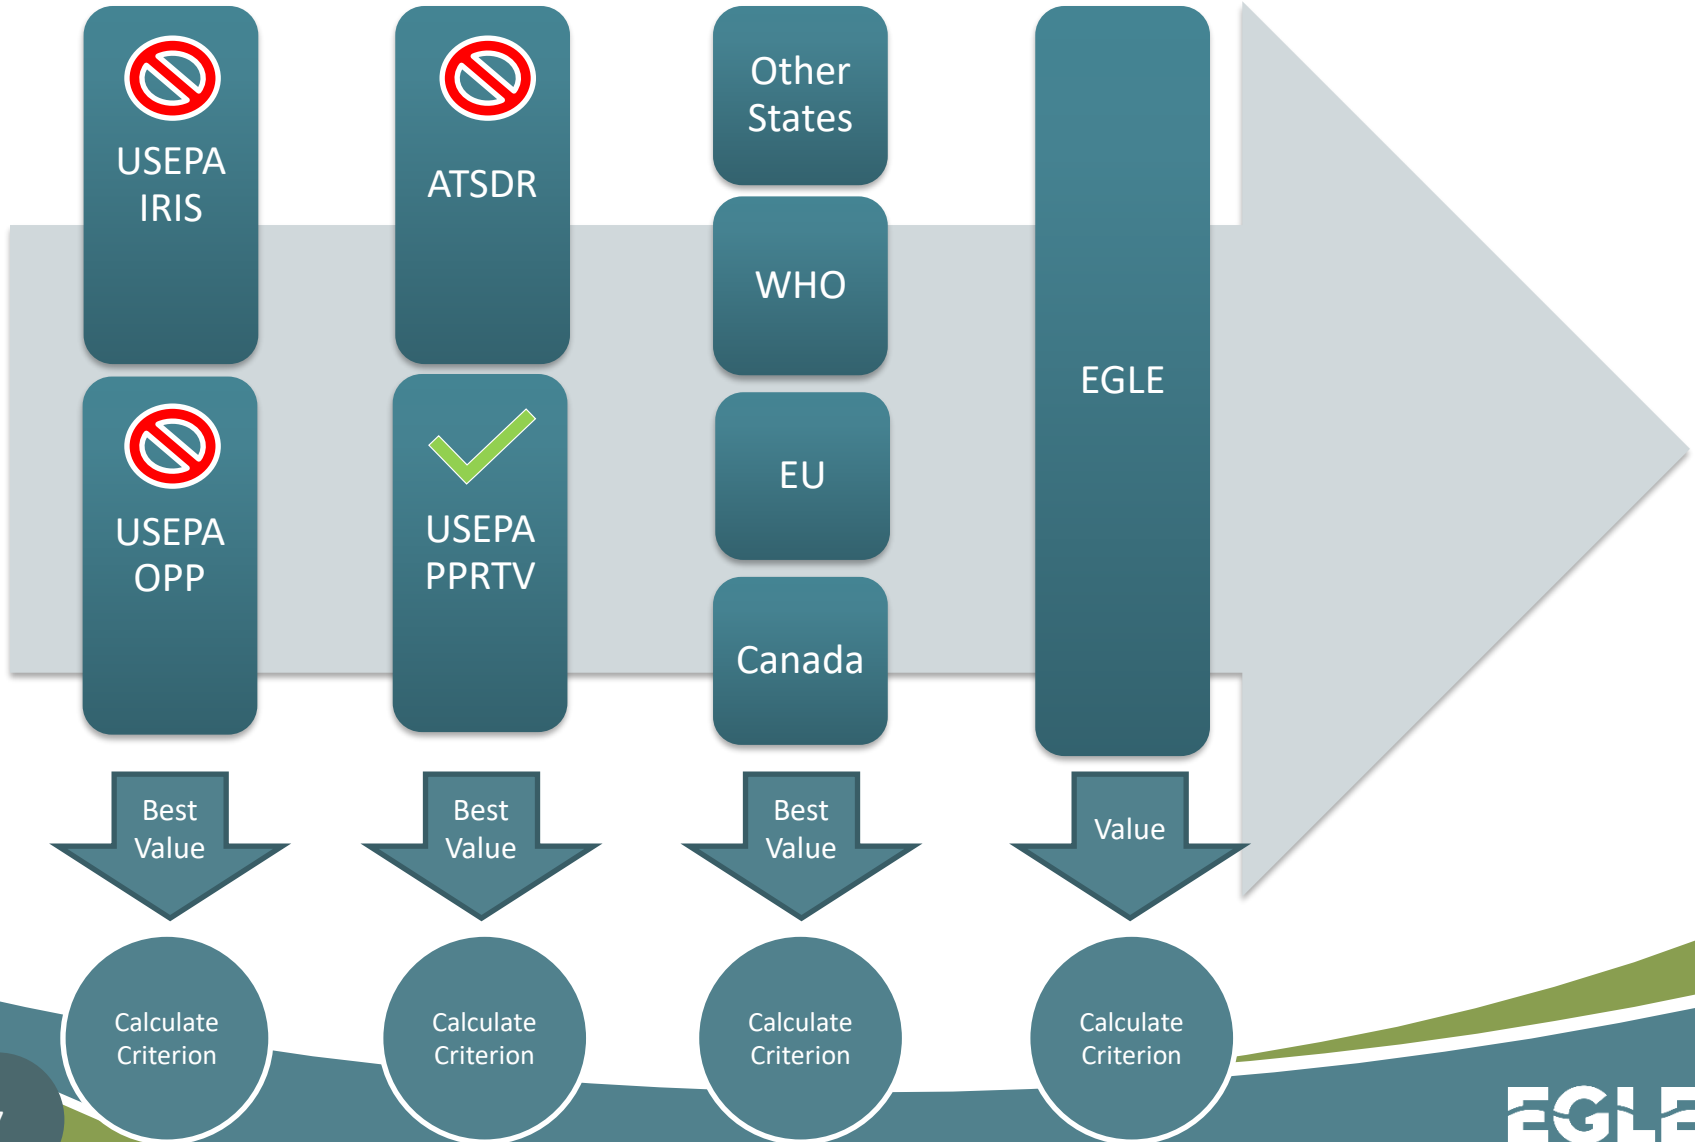 USEPA
IRIS
USEPA
OPP
Best
Value
Calculate
Criterion
ATSDR
USEPA
PPRTV
Best
Value
Calculate
Criterion
Other
States
WHO
EU
Canada
Best
Value
Calculate
Criterion
EGLE
Value
Calculate
Criterion
EGLE